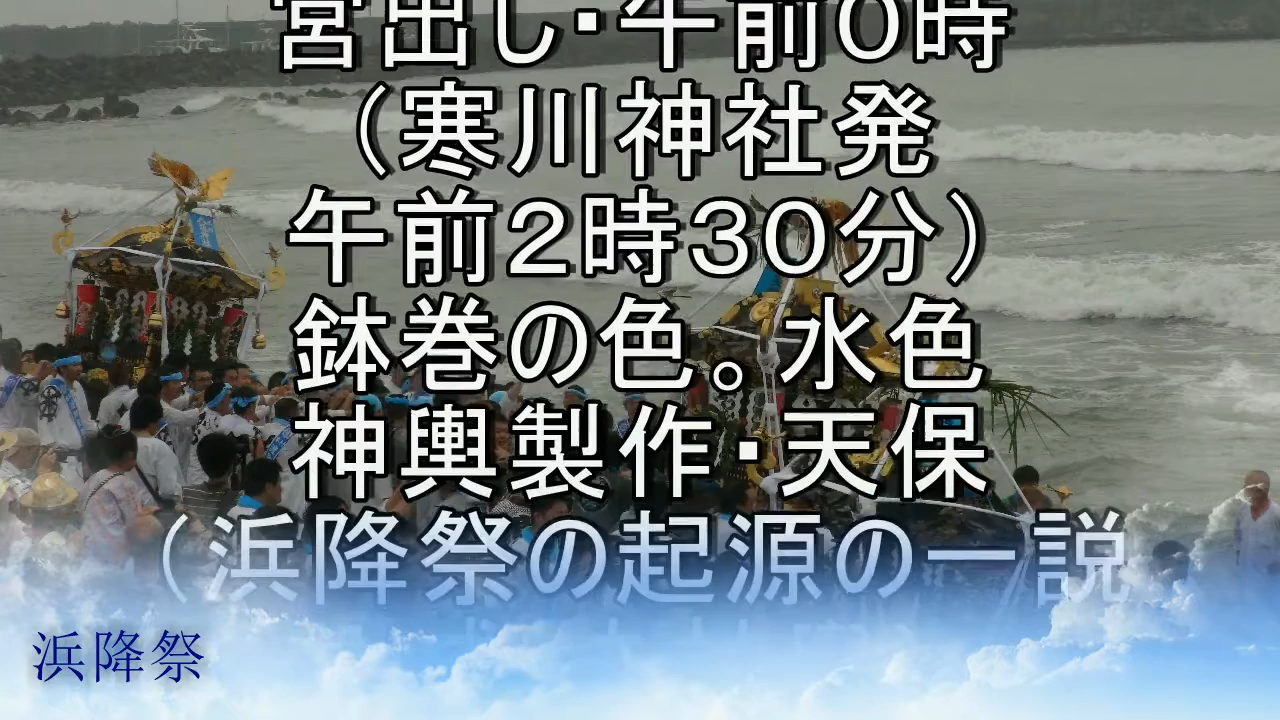 宮出し・午前０時
（寒川神社発
午前２時３０分）
鉢巻の色。水色
神輿製作・天保
（浜降祭の起源の一説
浜降祭